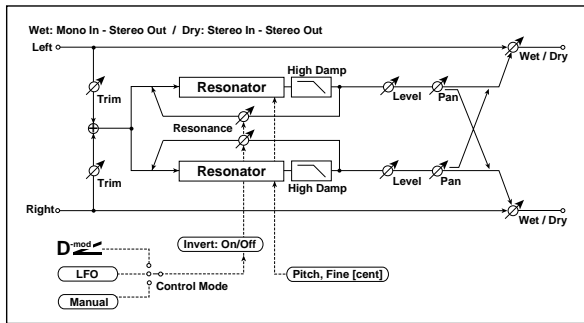 Wet: Mono In - Stereo Out / Dry: Stereo In - Stereo Out
Left
Wet / Dry
High Damp
Resonator
Trim
Level
Pan
Resonance
Resonator
Trim
High Damp
Level
Pan
Right
Wet / Dry
D-mod
Invert: On/Off
LFO
Pitch, Fine [cent]
Control Mode
Manual